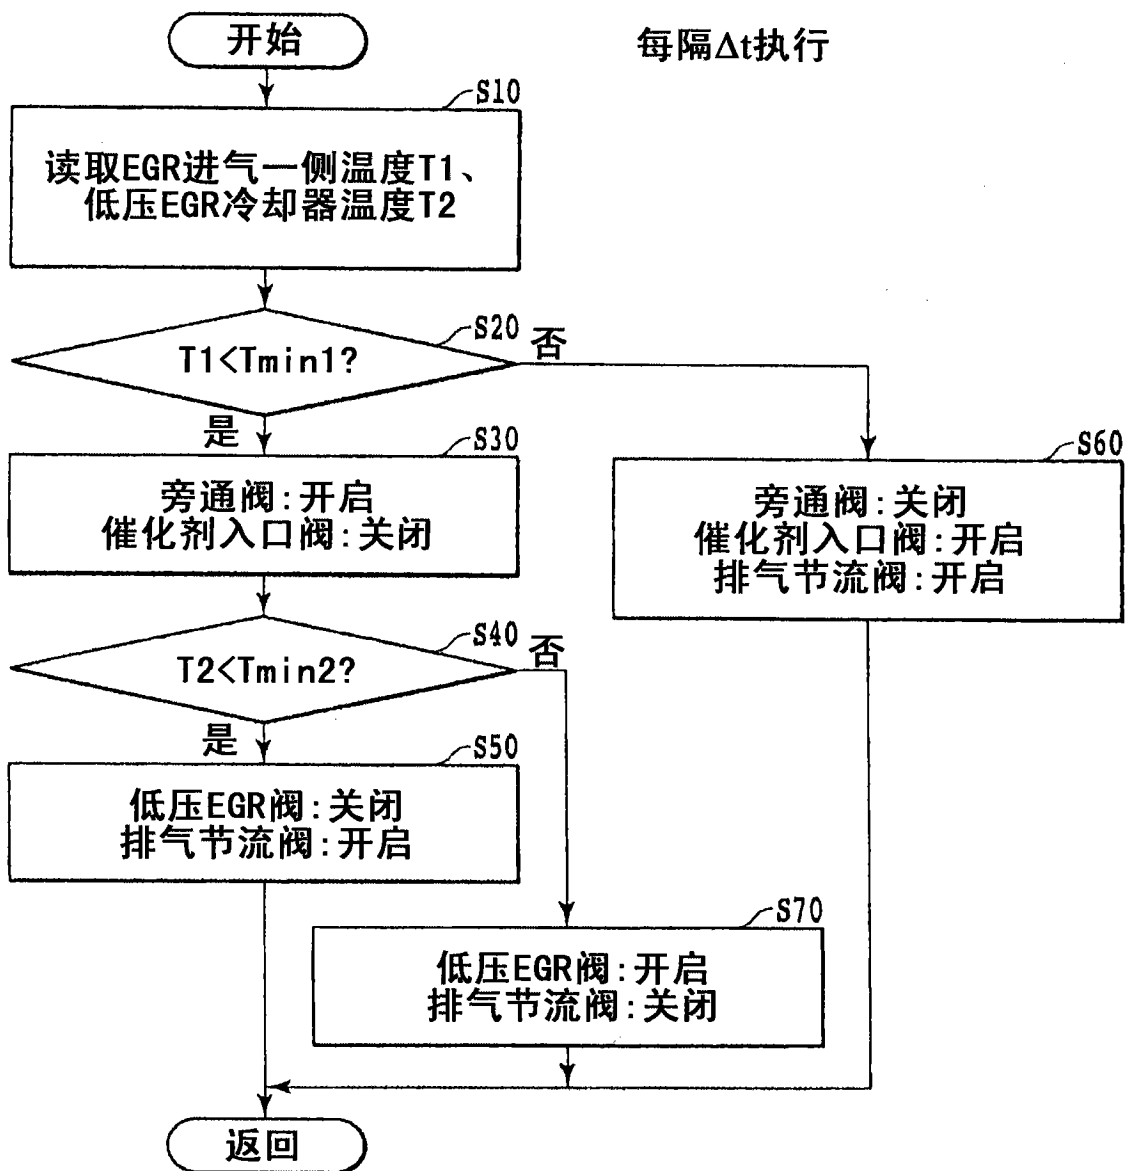 开始
每隔Δt执行
S10
读取EGR进气一侧温度T1、
低压EGR冷却器温度T2
S20
T1<Tmin1?
否
是
S30
旁通阀:开启
催化剂入口阀:关闭
S60
旁通阀:关闭
催化剂入口阀:开启
排气节流阀:开启
S40
T2<Tmin2?
否
是
S50
低压EGR阀:关闭
排气节流阀:开启
S70
低压EGR阀:开启
排气节流阀:关闭
返回